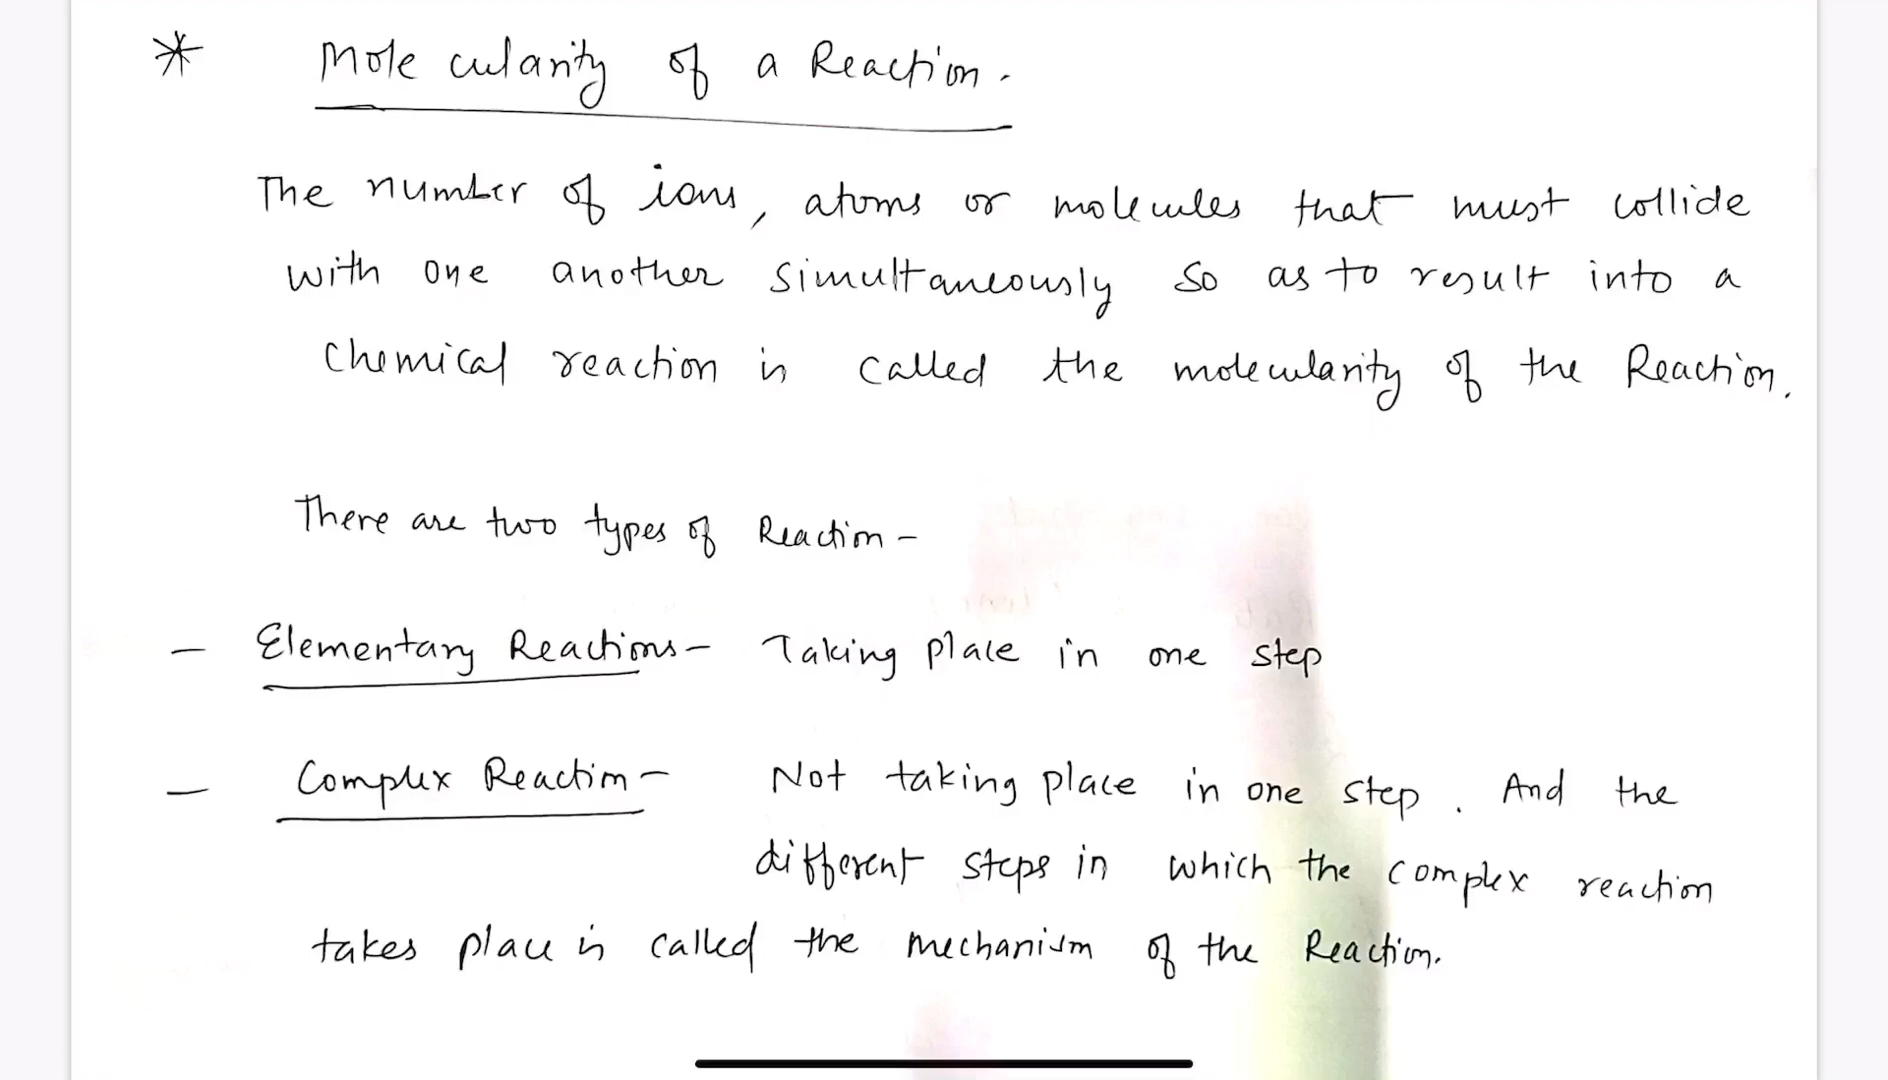 * Molecularity of a Reaction.
The number of ions, atoms or molecules that must collide
with one another simultaneously so as to result into a
chemical reaction is called the molecularity of the Reaction.
There are two types of Reaction -
- Elementary Reactions - Taking place in one step
- Complex Reaction - Not taking place in one step. And the
different steps in which the complex reaction
takes place is called the mechanism of the Reaction.